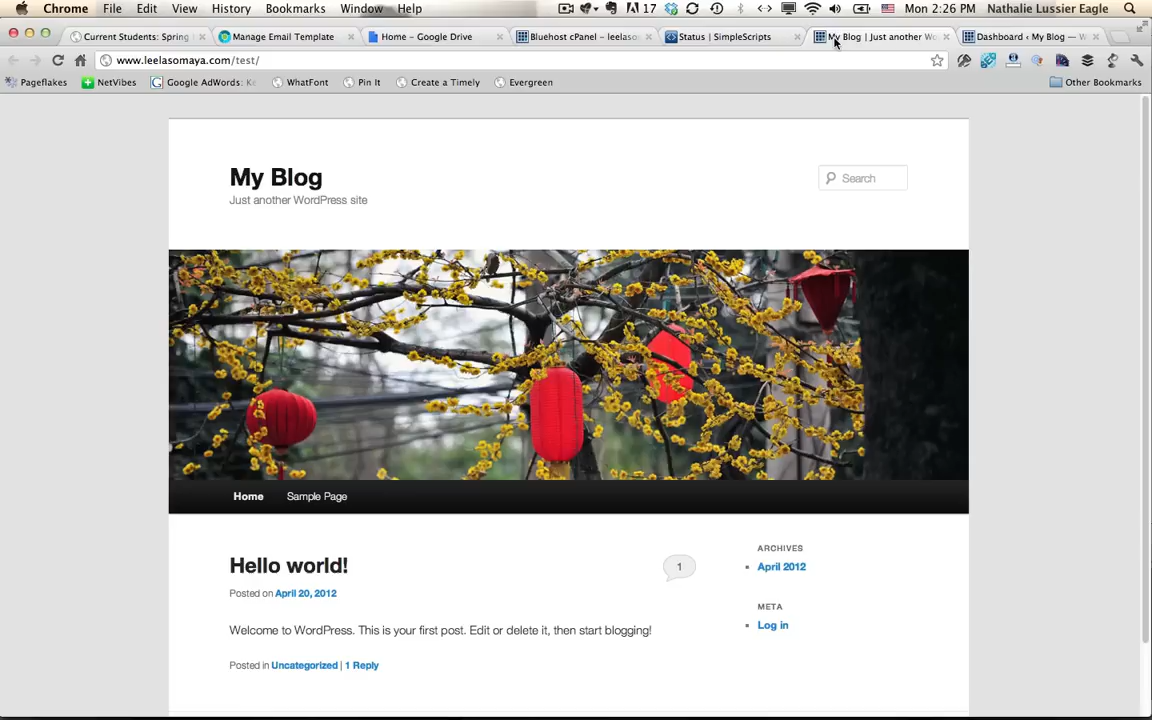 Chrome File Edit View History Bookmarks Window Help 17 Mon 2:26 PM Nathalie Lussier Eagle
Current Students: Spring Manage Email Template Home – Google Drive Bluehost cPanel – leelaso Status | SimpleScripts My Blog | Just another Wo Dashboard ‹ My Blog — W
www.leelasomaya.com/test/
Pageflakes NetVibes Google AdWords: Ke WhatFont Pin It Create a Timely Evergreen Other Bookmarks
My Blog
Search
Just another WordPress site
Home Sample Page
Hello world!
1
Posted on April 20, 2012
Welcome to WordPress. This is your first post. Edit or delete it, then start blogging!
Posted in Uncategorized | 1 Reply
ARCHIVES
April 2012
META
Log in